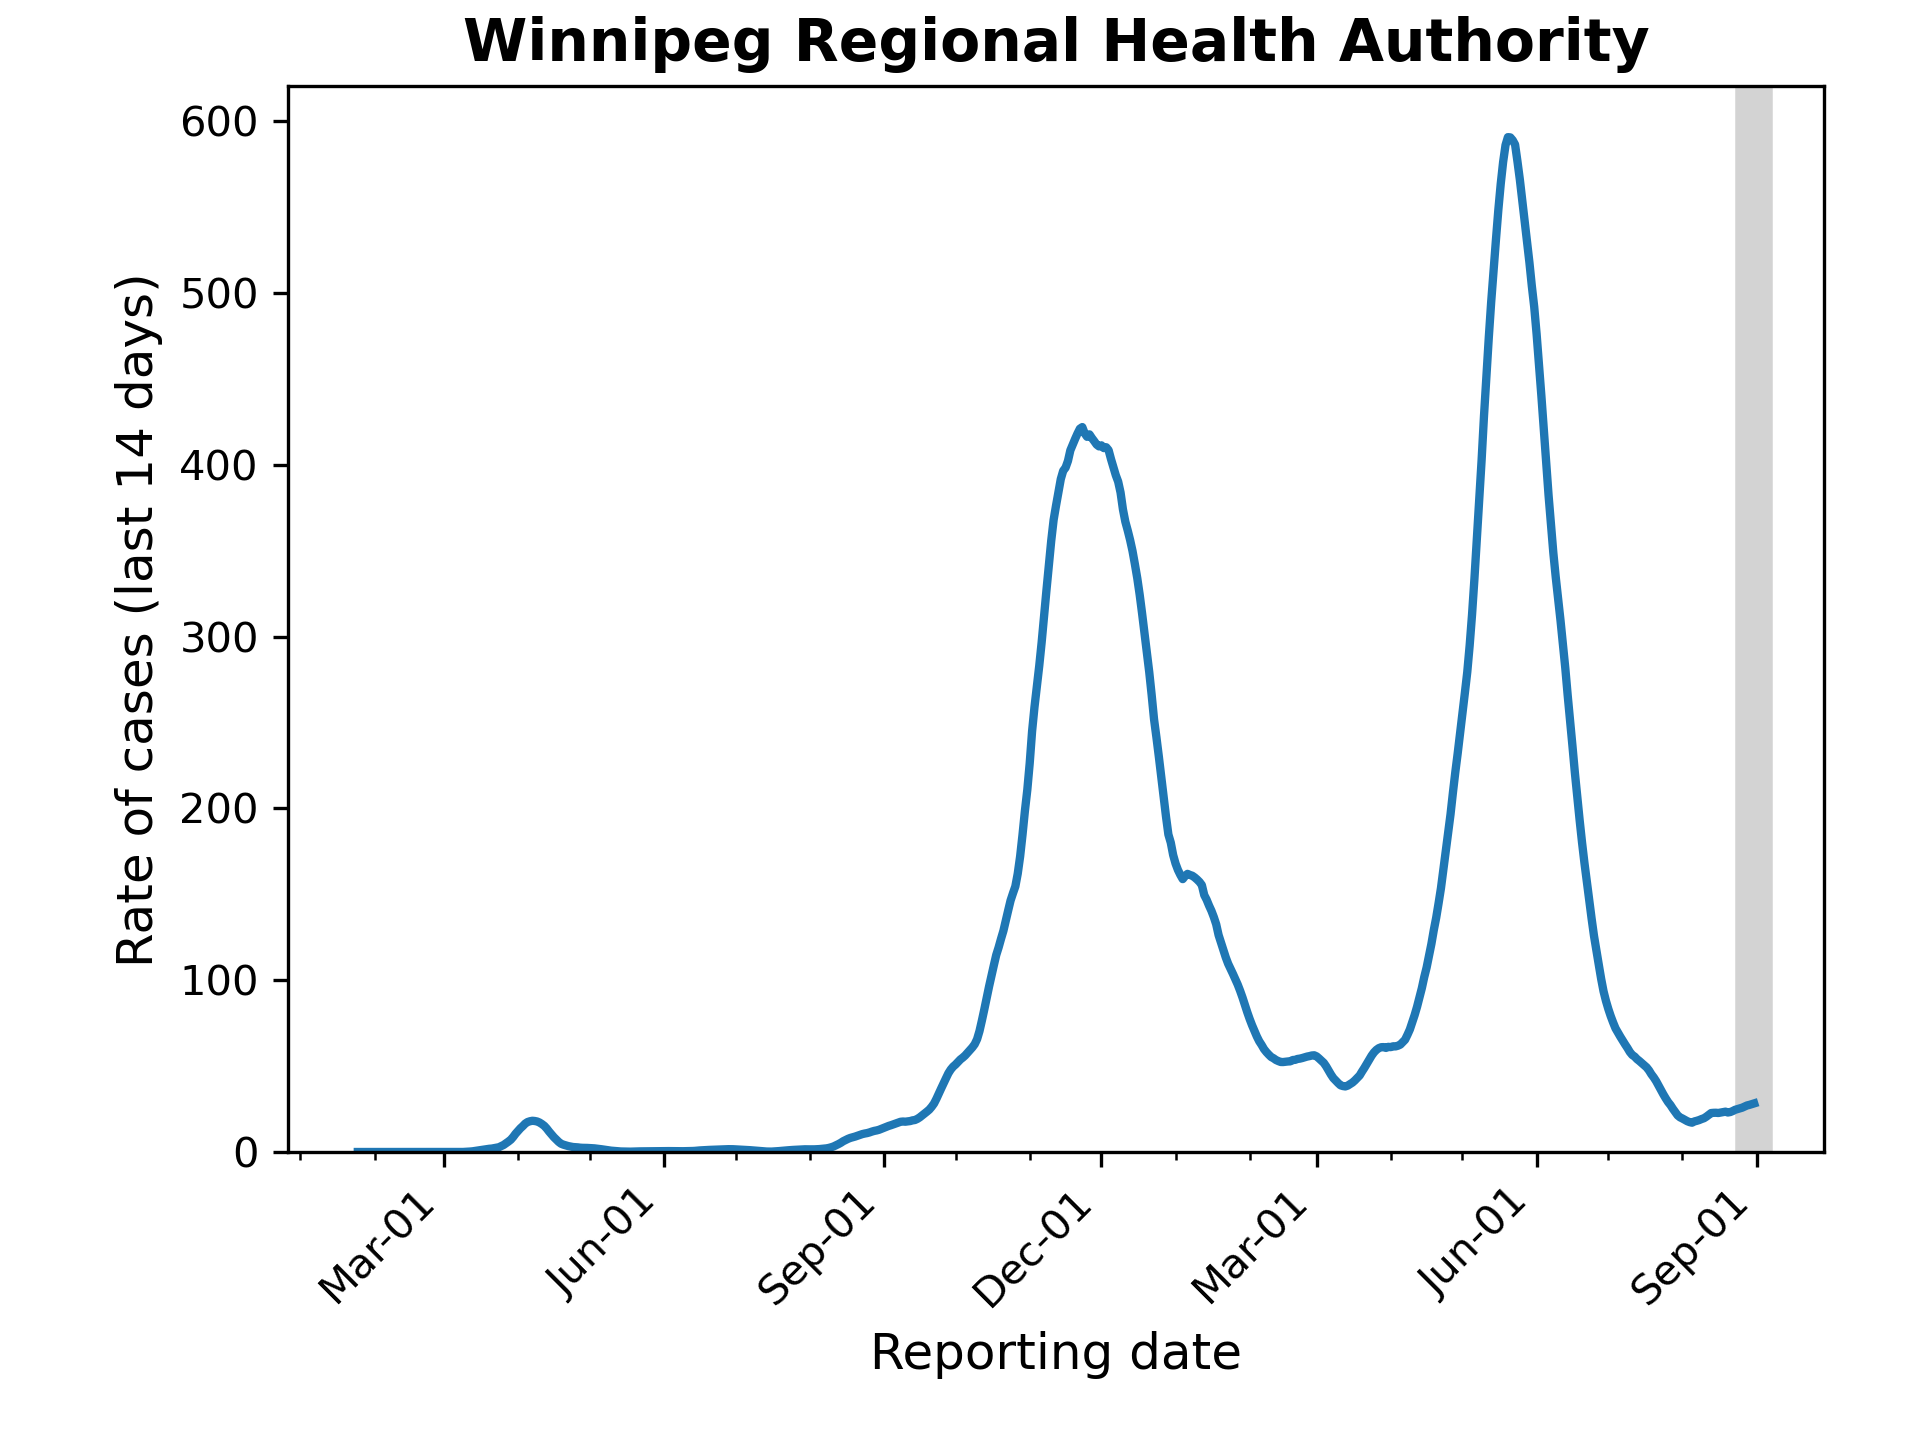 Winnipeg Regional Health Authority
Rate of cases (last 14 days)
600
500
400
300
200
100
0
Mar-01
Jun-01
Sep-01
Dec-01
Mar-01
Jun-01
Sep-01
Reporting date